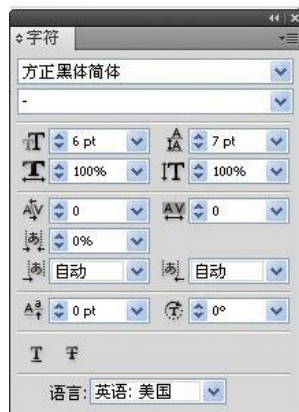 字符
方正黑体简体
-
6 pt 7 pt
100% 100%
0 0
0%
自动 自动
0 pt 0°
语言: 英语: 美国